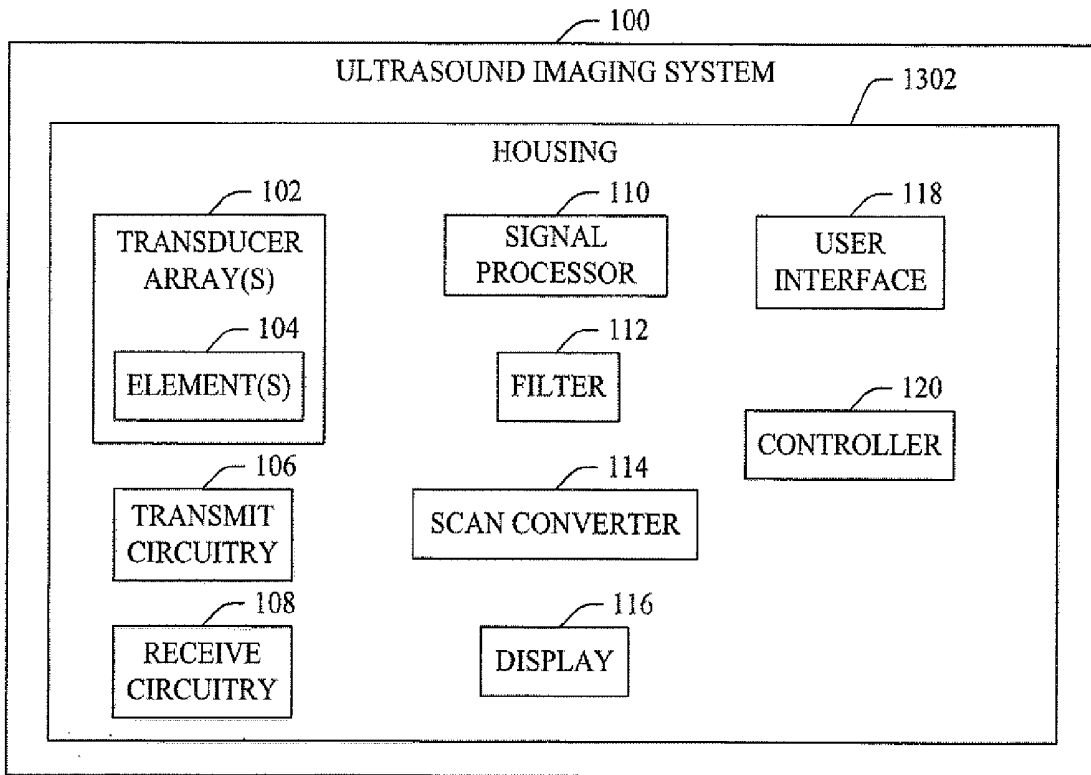 100
ULTRASOUND IMAGING SYSTEM
1302
HOUSING
102
TRANSDUCER
ARRAY(S)
104
ELEMENT(S)
106
TRANSMIT
CIRCUITRY
108
RECEIVE
CIRCUITRY
110
SIGNAL
PROCESSOR
112
FILTER
114
SCAN CONVERTER
116
DISPLAY
118
USER
INTERFACE
120
CONTROLLER